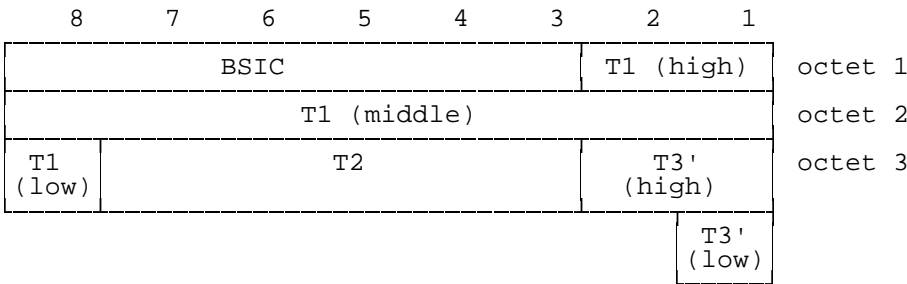 8 7 6 5 4 3 2 1
BSIC T1 (high) octet 1
T1 (middle) octet 2
T1 T2 T3' octet 3
(low) (high)
T3'
(low)